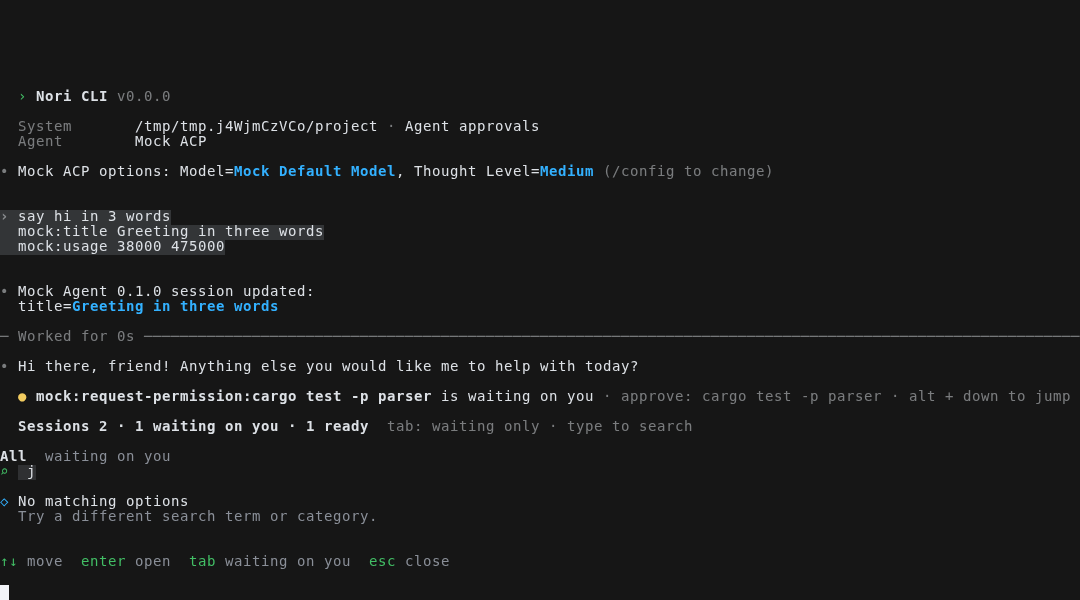 › Nori CLI v0.0.0
System /tmp/tmp.j4WjmCzVCo/project · Agent approvals
Agent Mock ACP
• Mock ACP options: Model=Mock Default Model, Thought Level=Medium (/config to change)
› say hi in 3 words
mock:title Greeting in three words
mock:usage 38000 475000
• Mock Agent 0.1.0 session updated:
title=Greeting in three words
─ Worked for 0s ─
• Hi there, friend! Anything else you would like me to help with today?
● mock:request-permission:cargo test -p parser is waiting on you · approve: cargo test -p parser · alt + down to jump
Sessions 2 · 1 waiting on you · 1 ready tab: waiting only · type to search
All waiting on you
⌕ j
◇ No matching options
Try a different search term or category.
↑↓ move enter open tab waiting on you esc close